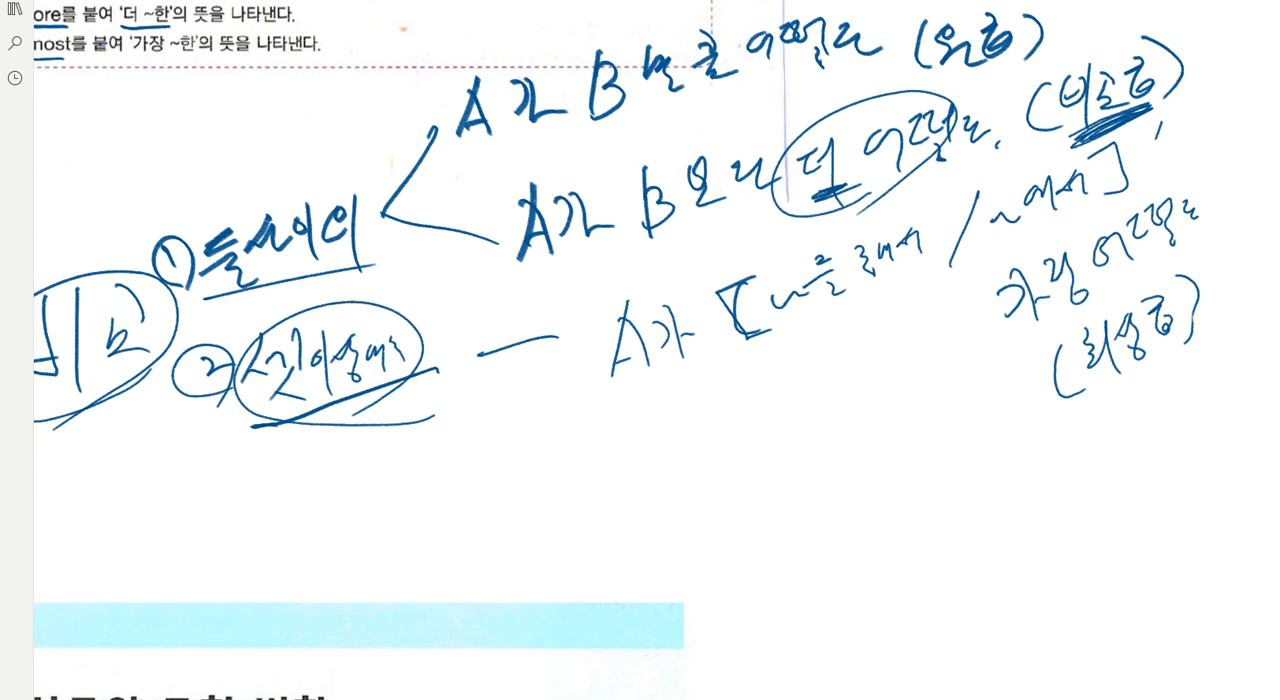 ore를 붙여 '더 ~한'의 뜻을 나타낸다.
most를 붙여 '가장 ~한'의 뜻을 나타낸다.
A가 B만큼 어떻다 (원급)
A가 B보다 더 어떻다. (비교급)
비교
① 둘사이
② 셋이상에는 — A가 [~들 중에서 / ~에서]
가장 어떻다
(최상급)